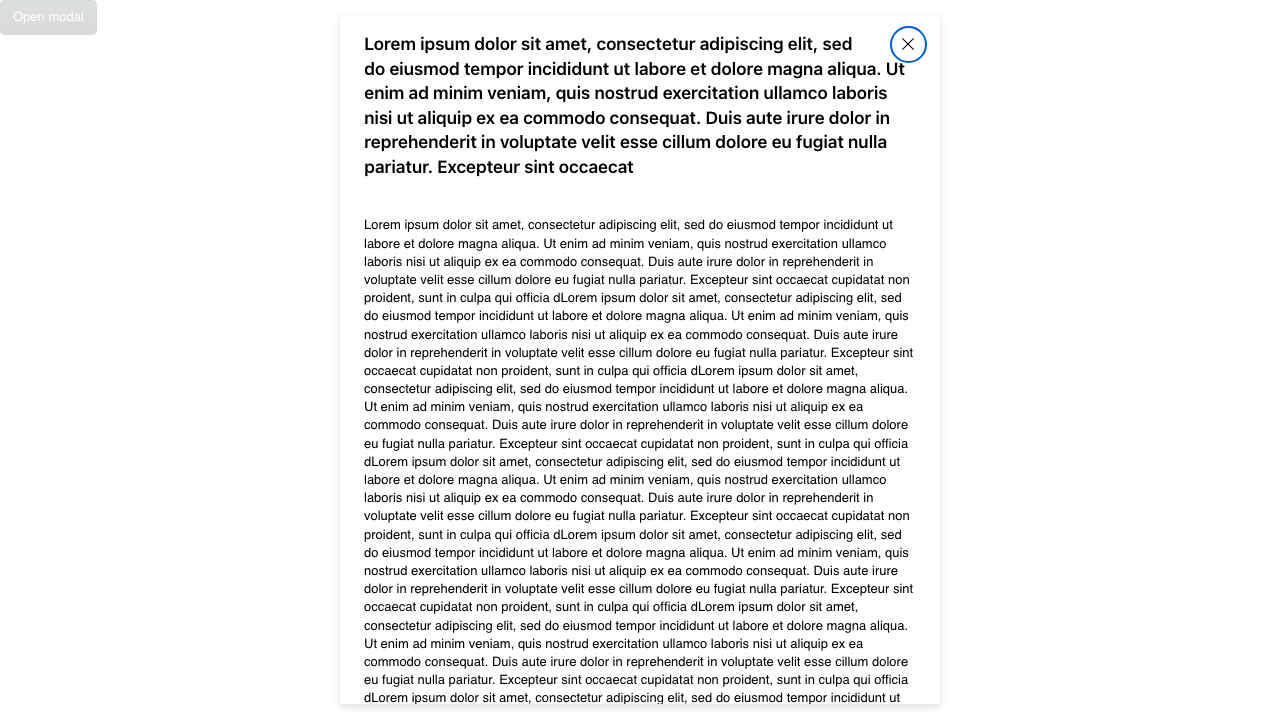 Open modal
Lorem ipsum dolor sit amet, consectetur adipiscing elit, sed
do eiusmod tempor incididunt ut labore et dolore magna aliqua. Ut
enim ad minim veniam, quis nostrud exercitation ullamco laboris
nisi ut aliquip ex ea commodo consequat. Duis aute irure dolor in
reprehenderit in voluptate velit esse cillum dolore eu fugiat nulla
pariatur. Excepteur sint occaecat
Lorem ipsum dolor sit amet, consectetur adipiscing elit, sed do eiusmod tempor incididunt ut
labore et dolore magna aliqua. Ut enim ad minim veniam, quis nostrud exercitation ullamco
laboris nisi ut aliquip ex ea commodo consequat. Duis aute irure dolor in reprehenderit in
voluptate velit esse cillum dolore eu fugiat nulla pariatur. Excepteur sint occaecat cupidatat non
proident, sunt in culpa qui officia dLorem ipsum dolor sit amet, consectetur adipiscing elit, sed
do eiusmod tempor incididunt ut labore et dolore magna aliqua. Ut enim ad minim veniam, quis
nostrud exercitation ullamco laboris nisi ut aliquip ex ea commodo consequat. Duis aute irure
dolor in reprehenderit in voluptate velit esse cillum dolore eu fugiat nulla pariatur. Excepteur sint
occaecat cupidatat non proident, sunt in culpa qui officia dLorem ipsum dolor sit amet,
consectetur adipiscing elit, sed do eiusmod tempor incididunt ut labore et dolore magna aliqua.
Ut enim ad minim veniam, quis nostrud exercitation ullamco laboris nisi ut aliquip ex ea
commodo consequat. Duis aute irure dolor in reprehenderit in voluptate velit esse cillum dolore
eu fugiat nulla pariatur. Excepteur sint occaecat cupidatat non proident, sunt in culpa qui officia
dLorem ipsum dolor sit amet, consectetur adipiscing elit, sed do eiusmod tempor incididunt ut
labore et dolore magna aliqua. Ut enim ad minim veniam, quis nostrud exercitation ullamco
laboris nisi ut aliquip ex ea commodo consequat. Duis aute irure dolor in reprehenderit in
voluptate velit esse cillum dolore eu fugiat nulla pariatur. Excepteur sint occaecat cupidatat non
proident, sunt in culpa qui officia dLorem ipsum dolor sit amet, consectetur adipiscing elit, sed
do eiusmod tempor incididunt ut labore et dolore magna aliqua. Ut enim ad minim veniam, quis
nostrud exercitation ullamco laboris nisi ut aliquip ex ea commodo consequat. Duis aute irure
dolor in reprehenderit in voluptate velit esse cillum dolore eu fugiat nulla pariatur. Excepteur sint
occaecat cupidatat non proident, sunt in culpa qui officia dLorem ipsum dolor sit amet,
consectetur adipiscing elit, sed do eiusmod tempor incididunt ut labore et dolore magna aliqua.
Ut enim ad minim veniam, quis nostrud exercitation ullamco laboris nisi ut aliquip ex ea
commodo consequat. Duis aute irure dolor in reprehenderit in voluptate velit esse cillum dolore
eu fugiat nulla pariatur. Excepteur sint occaecat cupidatat non proident, sunt in culpa qui officia
dLorem ipsum dolor sit amet, consectetur adipiscing elit, sed do eiusmod tempor incididunt ut